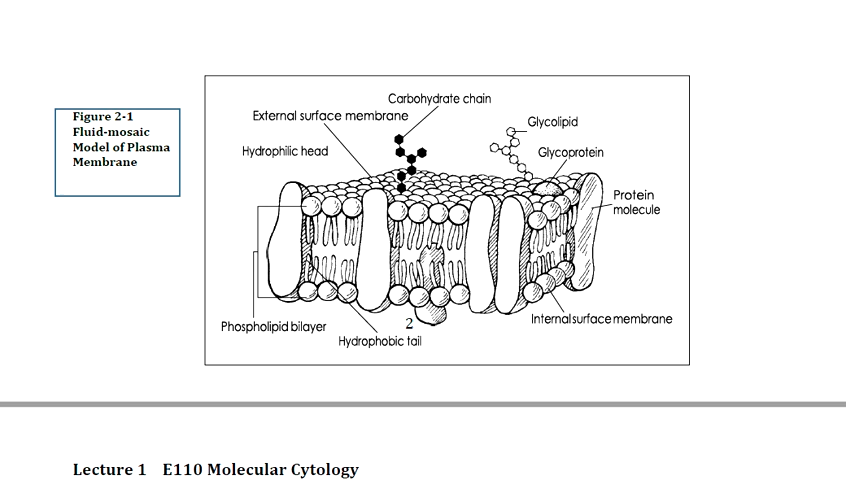 Figure 2-1
Fluid-mosaic
Model of Plasma
Membrane
Carbohydrate chain
External surface membrane
Glycolipid
Hydrophilic head
Glycoprotein
Protein
molecule
Phospholipid bilayer
2
Internal surface membrane
Hydrophobic tail
Lecture 1 E110 Molecular Cytology